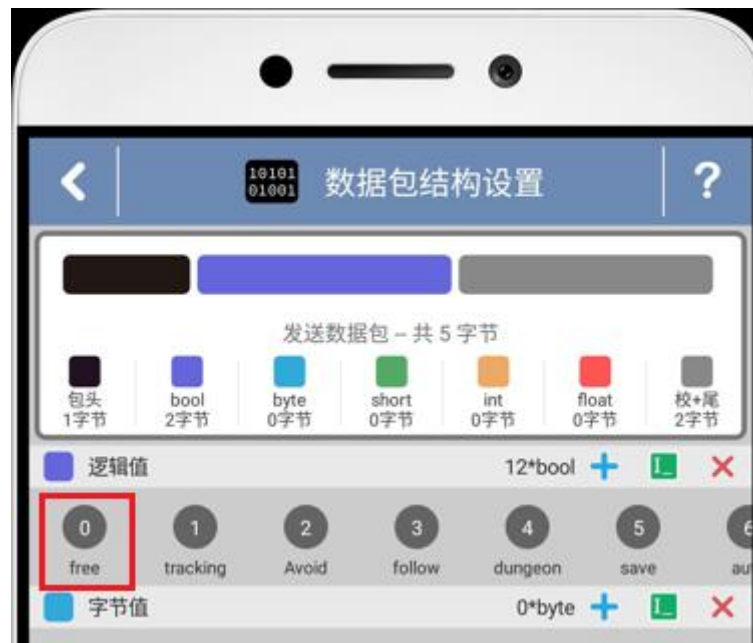 10101
01001
数据包结构设置
?
发送数据包 – 共 5 字节
包头 bool byte short int float 校+尾
1字节 2字节 0字节 0字节 0字节 0字节 2字节
逻辑值 12*bool
0 1 2 3 4 5
free tracking Avoid follow dungeon save
字节值 0*byte